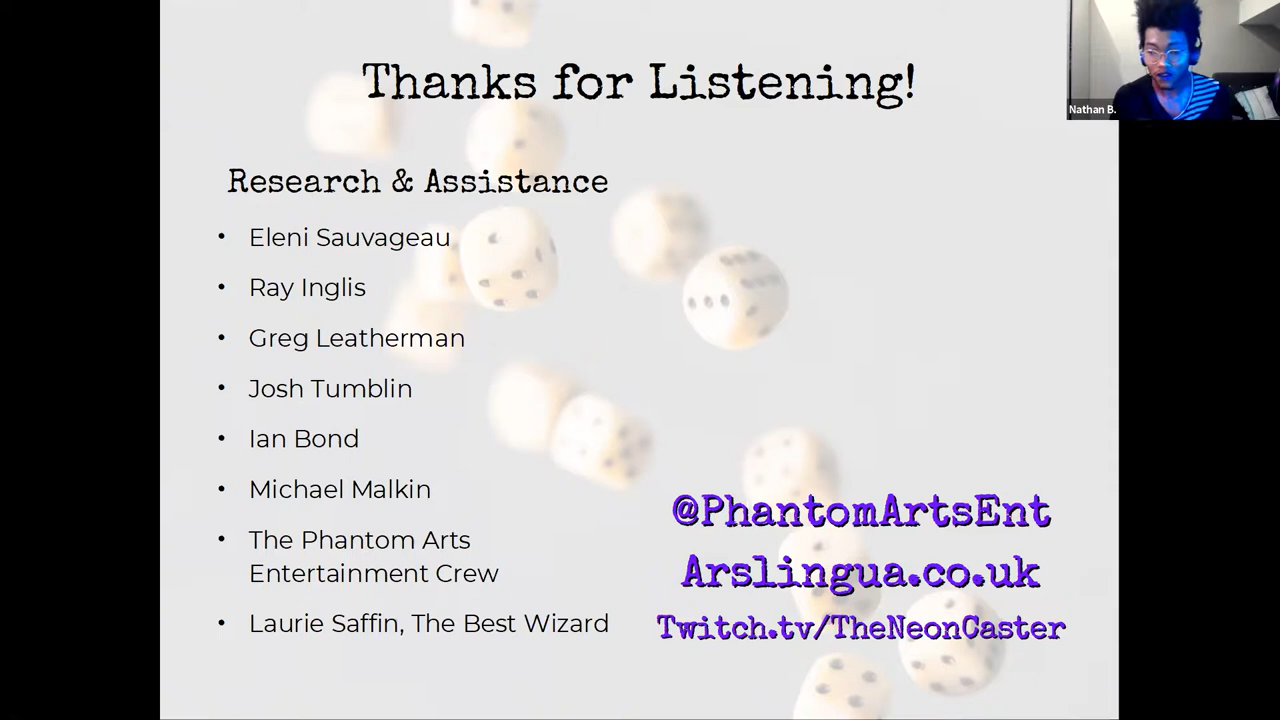 Thanks for Listening!
Nathan B.
Research & Assistance
• Eleni Sauvageau
• Ray Inglis
• Greg Leatherman
• Josh Tumblin
• Ian Bond
• Michael Malkin
• The Phantom Arts
Entertainment Crew
• Laurie Saffin, The Best Wizard
@PhantomArtsEnt
Arslingua.co.uk
Twitch.tv/TheNeonCaster